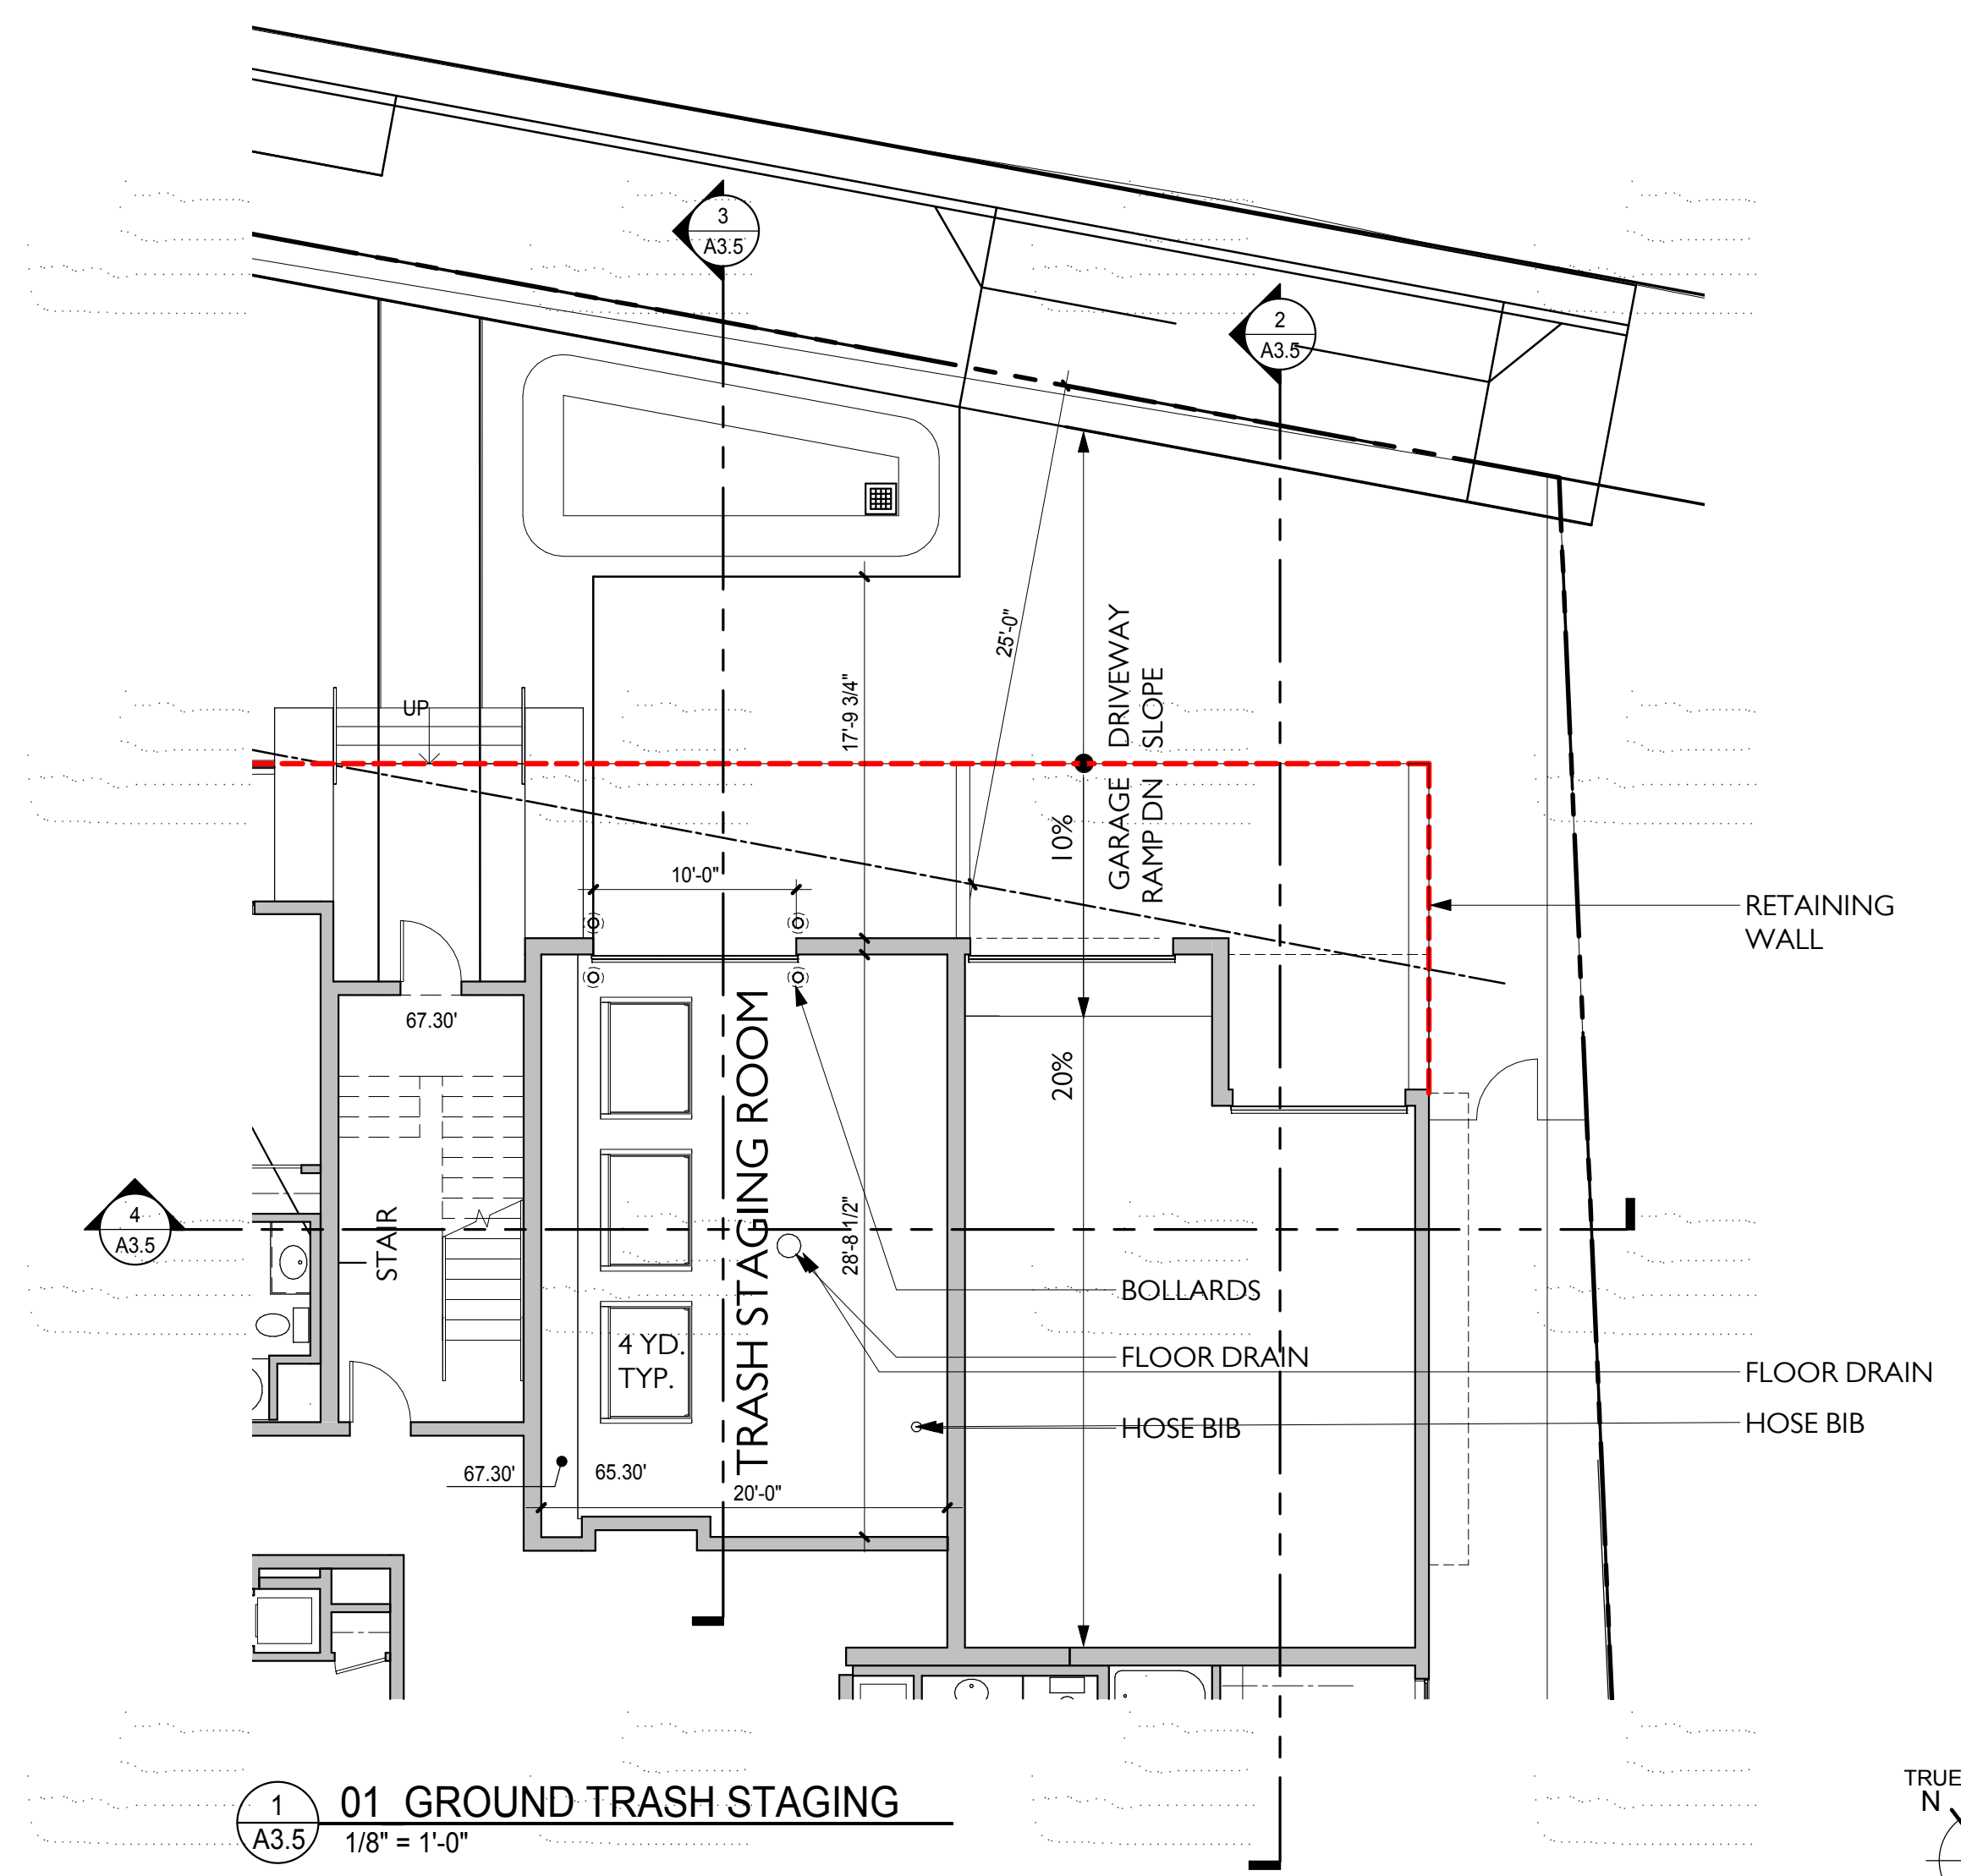 3
A3.5
2
A3.5
25'-0"
GARAGE DRIVEWAY
RAMP DN SLOPE
17'-9 3/4"
UP
10%
10'-0"
RETAINING
WALL
67.30'
20%
TRASH STAGING ROOM
4
A3.5
STAIR
28'-8 1/2"
BOLLARDS
4 YD.
TYP.
FLOOR DRAIN
FLOOR DRAIN
HOSE BIB
HOSE BIB
67.30'
65.30'
20'-0"
1
A3.5
01 GROUND TRASH STAGING
1/8" = 1'-0"
TRUE
N